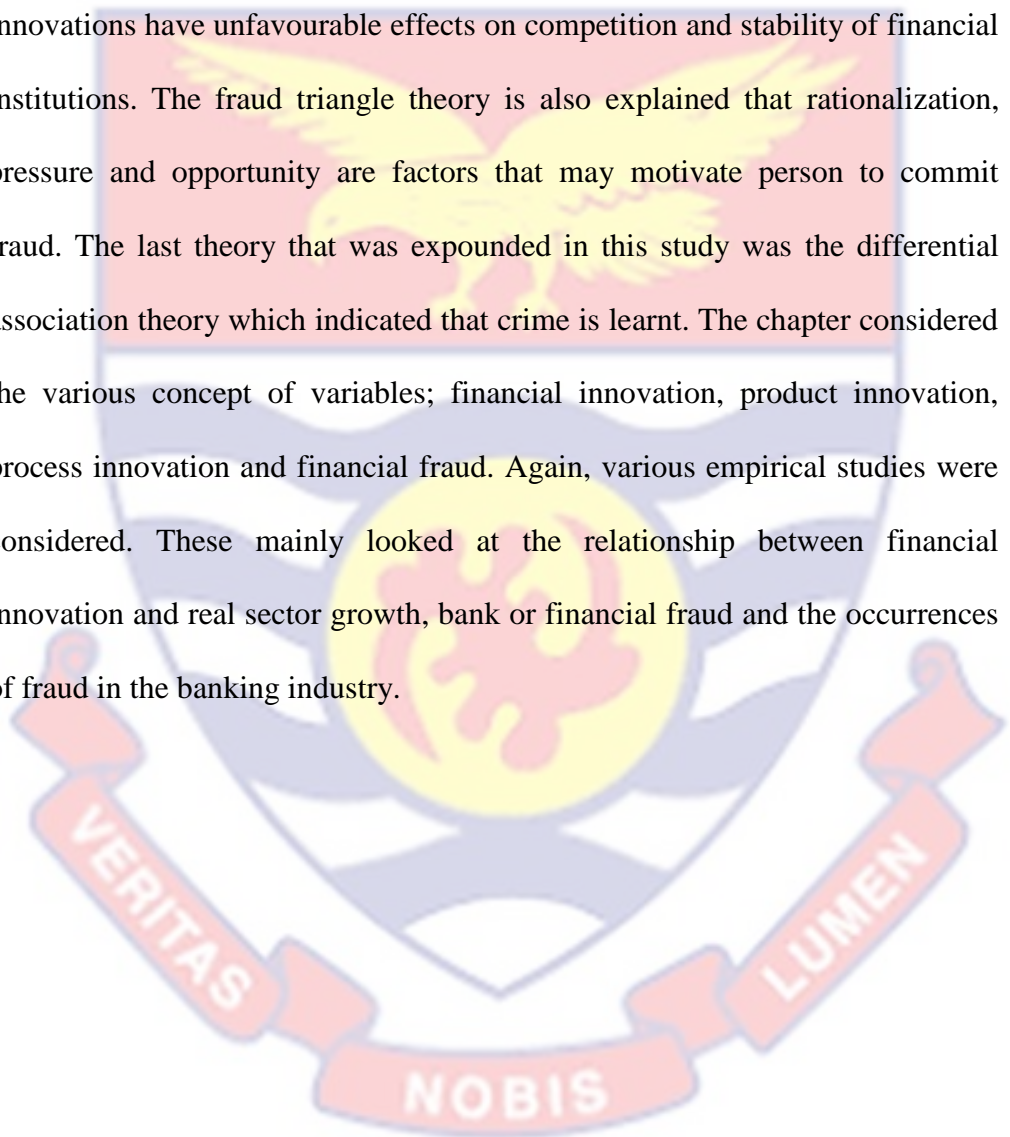 innovations have unfavourable effects on competition and stability of financial
institutions. The fraud triangle theory is also explained that rationalization,
pressure and opportunity are factors that may motivate person to commit
fraud. The last theory that was expounded in this study was the differential
association theory which indicated that crime is learnt. The chapter considered
the various concept of variables; financial innovation, product innovation,
process innovation and financial fraud. Again, various empirical studies were
considered. These mainly looked at the relationship between financial
innovation and real sector growth, bank or financial fraud and the occurrences
of fraud in the banking industry.
VERITAS
NOBIS
LUMEN